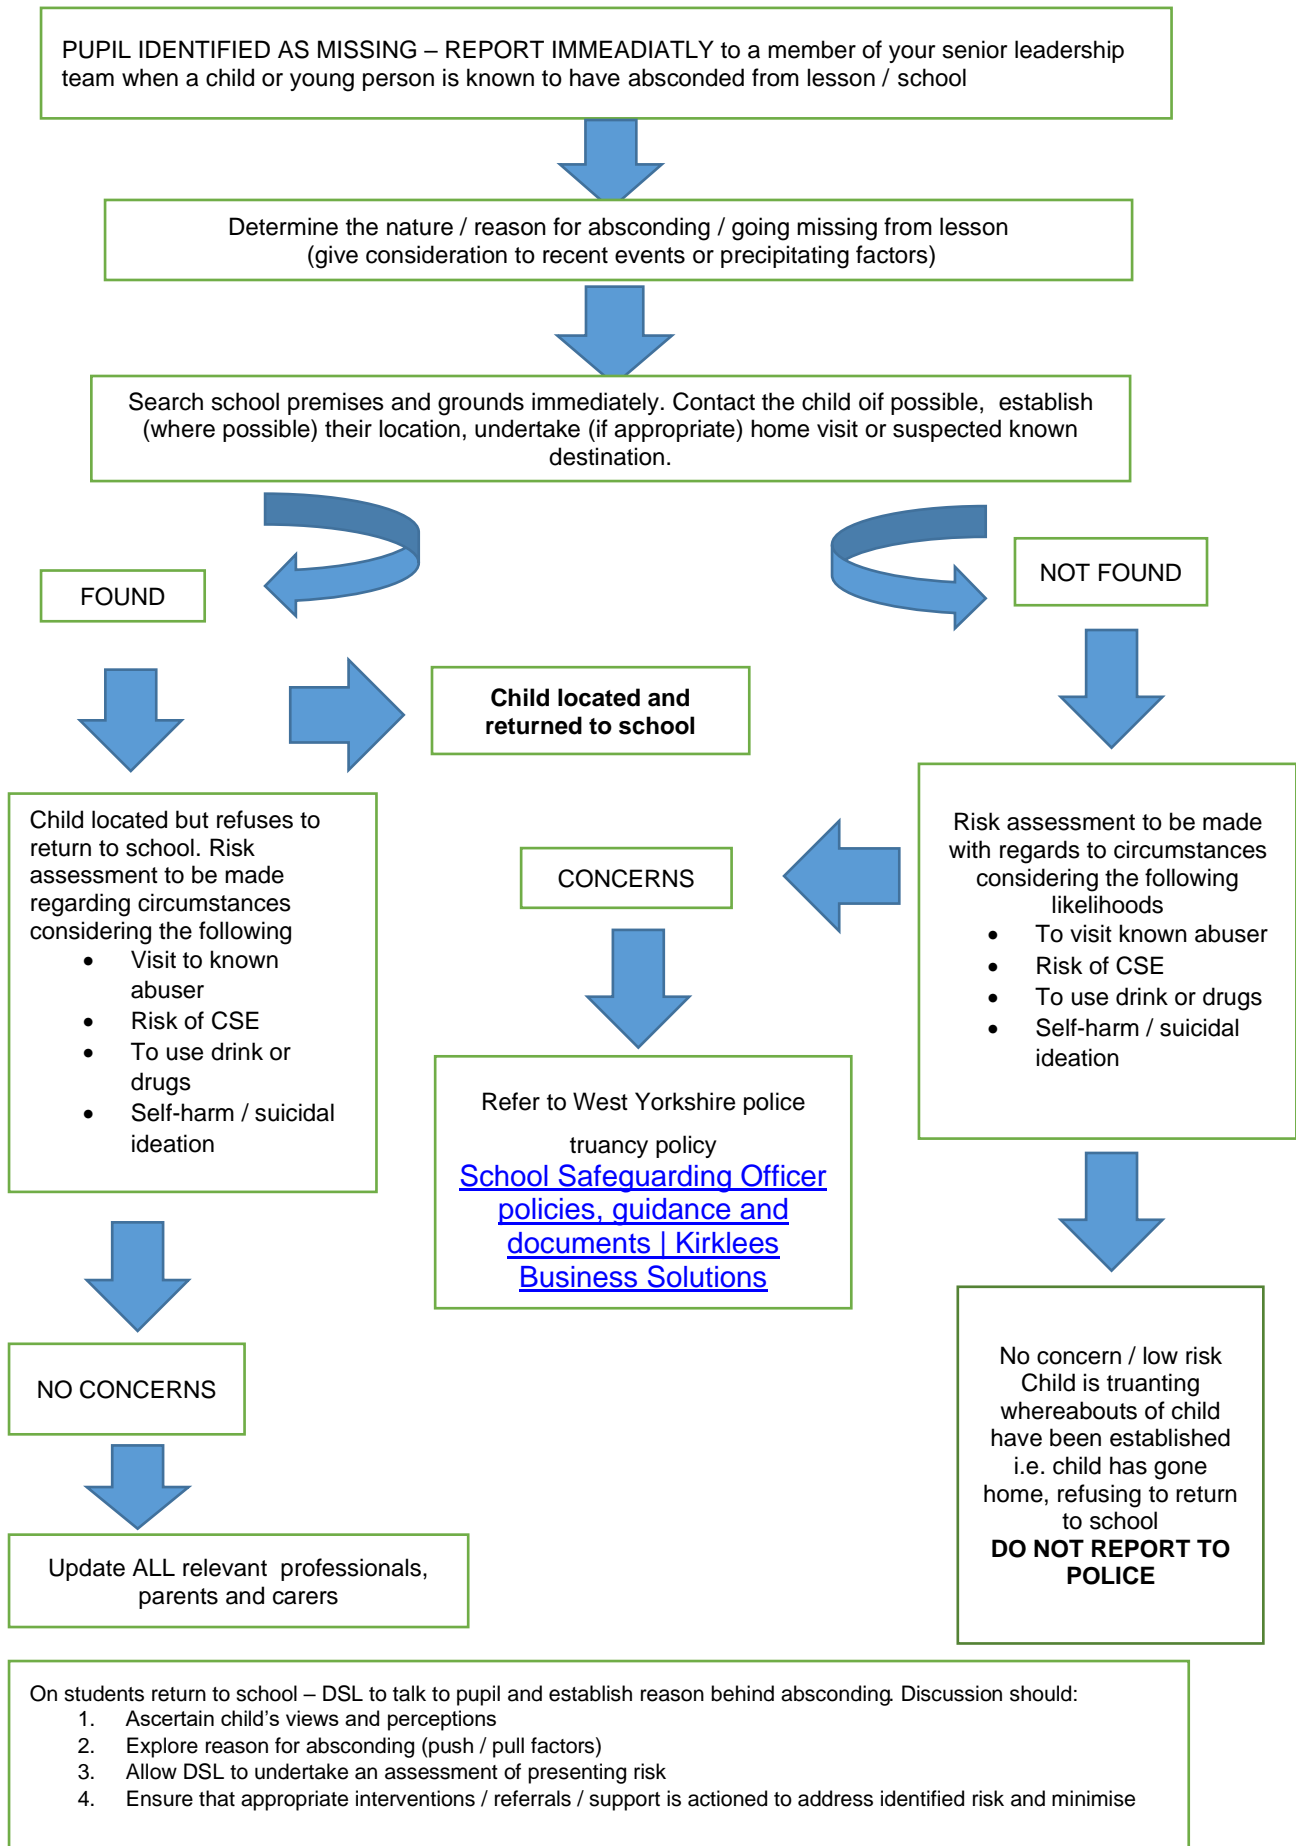 PUPIL IDENTIFIED AS MISSING – REPORT IMMEADIATLY to a member of your senior leadership
team when a child or young person is known to have absconded from lesson / school
Determine the nature / reason for absconding / going missing from lesson
(give consideration to recent events or precipitating factors)
Search school premises and grounds immediately. Contact the child oif possible, establish
(where possible) their location, undertake (if appropriate) home visit or suspected known
destination.
FOUND
NOT FOUND
Child located and
returned to school
Child located but refuses to
return to school. Risk
assessment to be made
regarding circumstances
considering the following
• Visit to known
abuser
• Risk of CSE
• To use drink or
drugs
• Self-harm / suicidal
ideation
CONCERNS
Risk assessment to be made
with regards to circumstances
considering the following
likelihoods
• To visit known abuser
• Risk of CSE
• To use drink or drugs
• Self-harm / suicidal
ideation
Refer to West Yorkshire police
truancy policy
School Safeguarding Officer
policies, guidance and
documents | Kirklees
Business Solutions
NO CONCERNS
No concern / low risk
Child is truanting
whereabouts of child
have been established
i.e. child has gone
home, refusing to return
to school
DO NOT REPORT TO
POLICE
Update ALL relevant professionals,
parents and carers
On students return to school – DSL to talk to pupil and establish reason behind absconding. Discussion should:
1. Ascertain child's views and perceptions
2. Explore reason for absconding (push / pull factors)
3. Allow DSL to undertake an assessment of presenting risk
4. Ensure that appropriate interventions / referrals / support is actioned to address identified risk and minimise